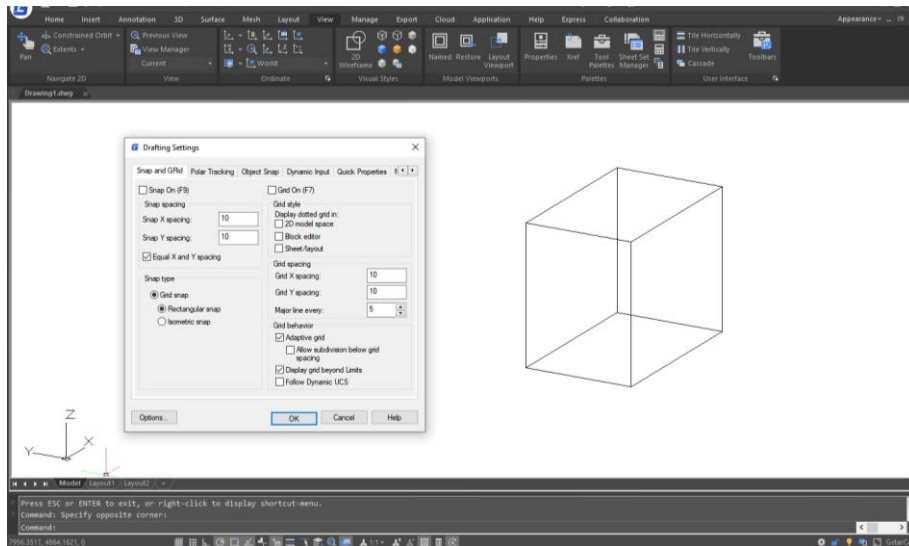 Home Insert Annotation 3D Surface Mesh Layout View Manage Export Cloud Application Help Express Collaboration Appearance
Pan
Constrained Orbit
Extents
Navigate 2D
Previous View
View Manager
Current
View
World
Ordinate
2D
Wireframe
Visual Styles
Named Restore Layout
Viewport
Model Viewports
Properties Xref Tool
Palettes Sheet Set
Manager
Palettes
Tile Horizontally
Tile Vertically
Cascade
Toolbars
User Interface
Drawing1.dwg
Drafting Settings
Snap and GRid Polar Tracking Object Snap Dynamic Input Quick Properties
Snap On (F9)
Snap spacing
Snap X spacing: 10
Snap Y spacing: 10
Equal X and Y spacing
Snap type
Grid snap
Rectangular snap
Isometric snap
Grid On (F7)
Grid style
Display dotted grid in:
2D model space
Block editor
Sheet/layout
Grid spacing
Grid X spacing: 10
Grid Y spacing: 10
Major line every: 5
Grid behavior
Adaptive grid
Allow subdivision below grid
spacing
Display grid beyond Limits
Follow Dynamic UCS
Options... OK Cancel Help
Z
Y X
Model Layout1 Layout2 +
Press ESC or ENTER to exit, or right-click to display shortcut-menu.
Command: Specify opposite corner:
Command:
7956.3517, 4864.1621, 0 1:1